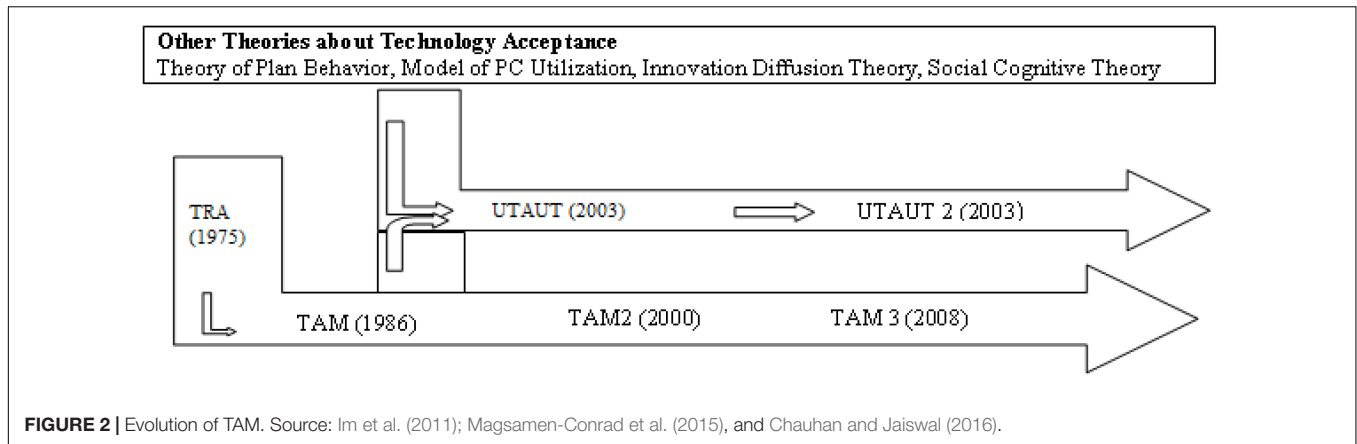 Other Theories about Technology Acceptance
Theory of Plan Behavior, Model of PC Utilization, Innovation Diffusion Theory, Social Cognitive Theory
TRA
(1975)
UTAUT (2003)
UTAUT 2 (2003)
TAM (1986)
TAM2 (2000)
TAM 3 (2008)
FIGURE 2 | Evolution of TAM. Source: Im et al. (2011); Magsamen-Conrad et al. (2015), and Chauhan and Jaiswal (2016).